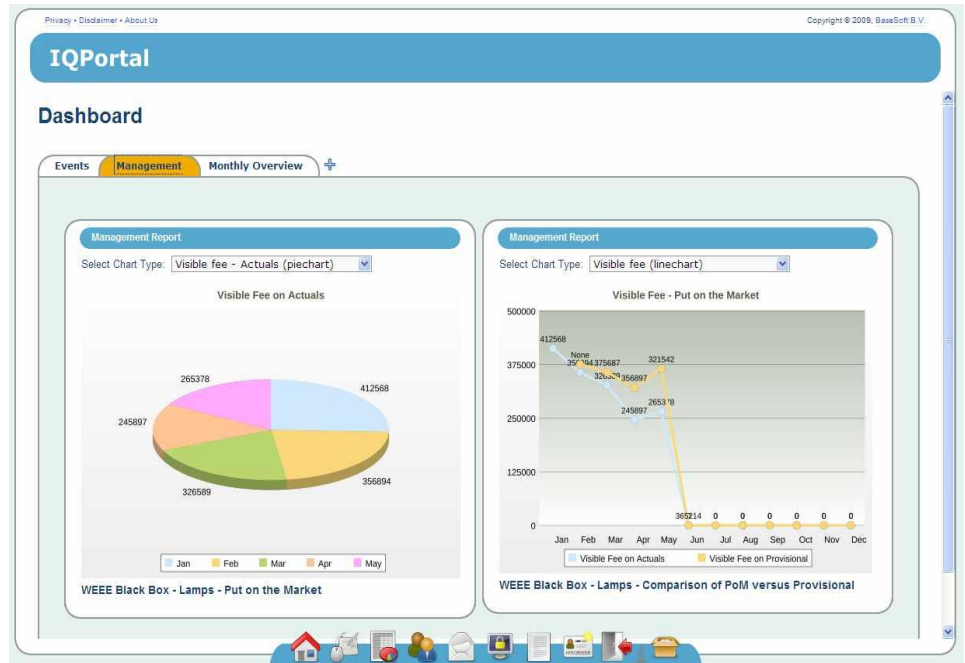 Privacy • Disclaimer • About Us
Copyright © 2009, BaseSoft B.V.
IQPortal
Dashboard
Events Management Monthly Overview
Management Report
Select Chart Type: Visible fee - Actuals (piechart)
Visible Fee on Actuals
265378
412568
245897
326589
356894
Jan Feb Mar Apr May
WEEE Black Box - Lamps - Put on the Market
Management Report
Select Chart Type: Visible fee (linechart)
Visible Fee - Put on the Market
500000
412568
None
375687
321542
375000
356897
265378
245897
250000
125000
0 0 0 0 0 0
0
Jan Feb Mar Apr May Jun Jul Aug Sep Oct Nov Dec
Visible Fee on Actuals Visible Fee on Provisional
WEEE Black Box - Lamps - Comparison of PoM versus Provisional